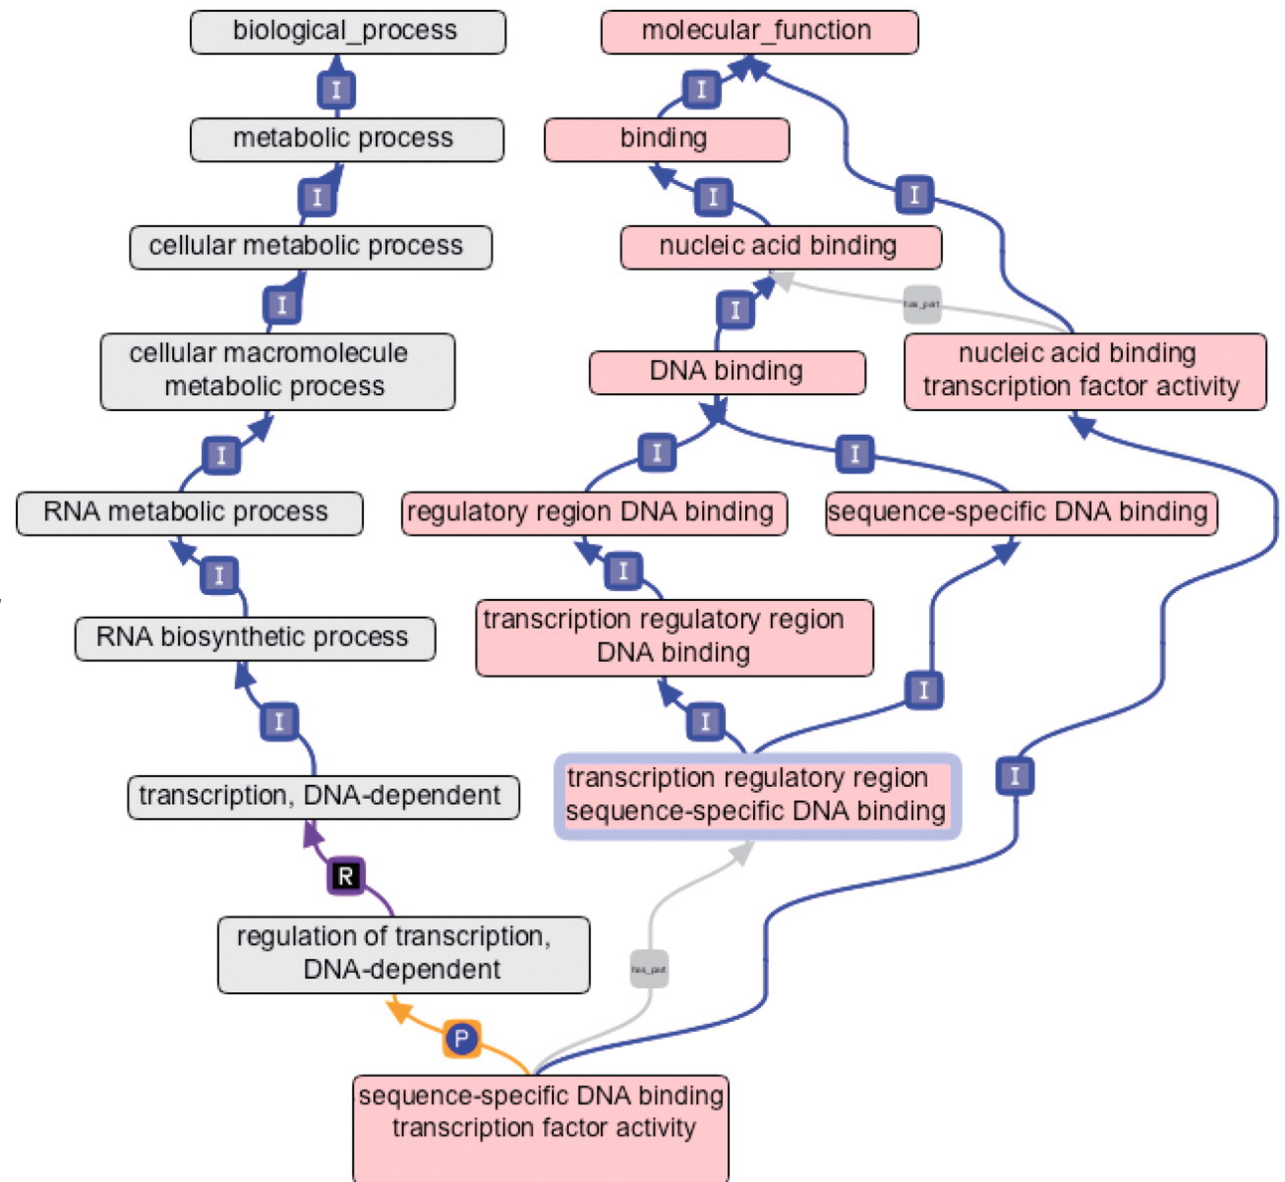 biological_process
molecular_function
I
I
metabolic process
binding
I
I
I
cellular metabolic process
nucleic acid binding
I
I
has_part
cellular macromolecule
metabolic process
DNA binding
nucleic acid binding
transcription factor activity
I
I
I
RNA metabolic process
regulatory region DNA binding
sequence-specific DNA binding
I
I
RNA biosynthetic process
transcription regulatory region
DNA binding
I
I
I
transcription, DNA-dependent
transcription regulatory region
sequence-specific DNA binding
I
R
regulation of transcription,
DNA-dependent
has_part
P
sequence-specific DNA binding
transcription factor activity